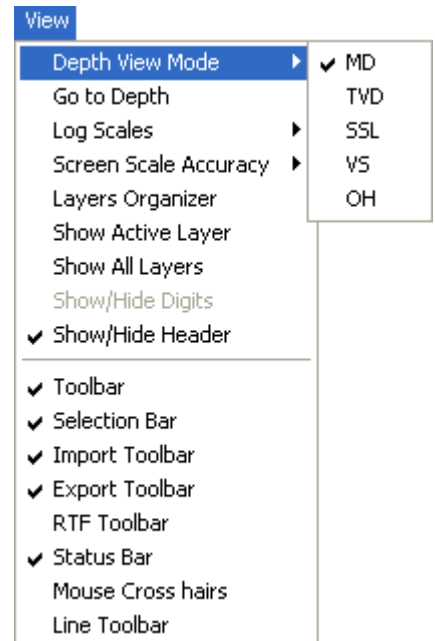 View
Depth View Mode
Go to Depth
Log Scales
Screen Scale Accuracy
Layers Organizer
Show Active Layer
Show All Layers
Show/Hide Digits
Show/Hide Header
Toolbar
Selection Bar
Import Toolbar
Export Toolbar
RTF Toolbar
Status Bar
Mouse Cross hairs
Line Toolbar
MD
TVD
SSL
VS
OH